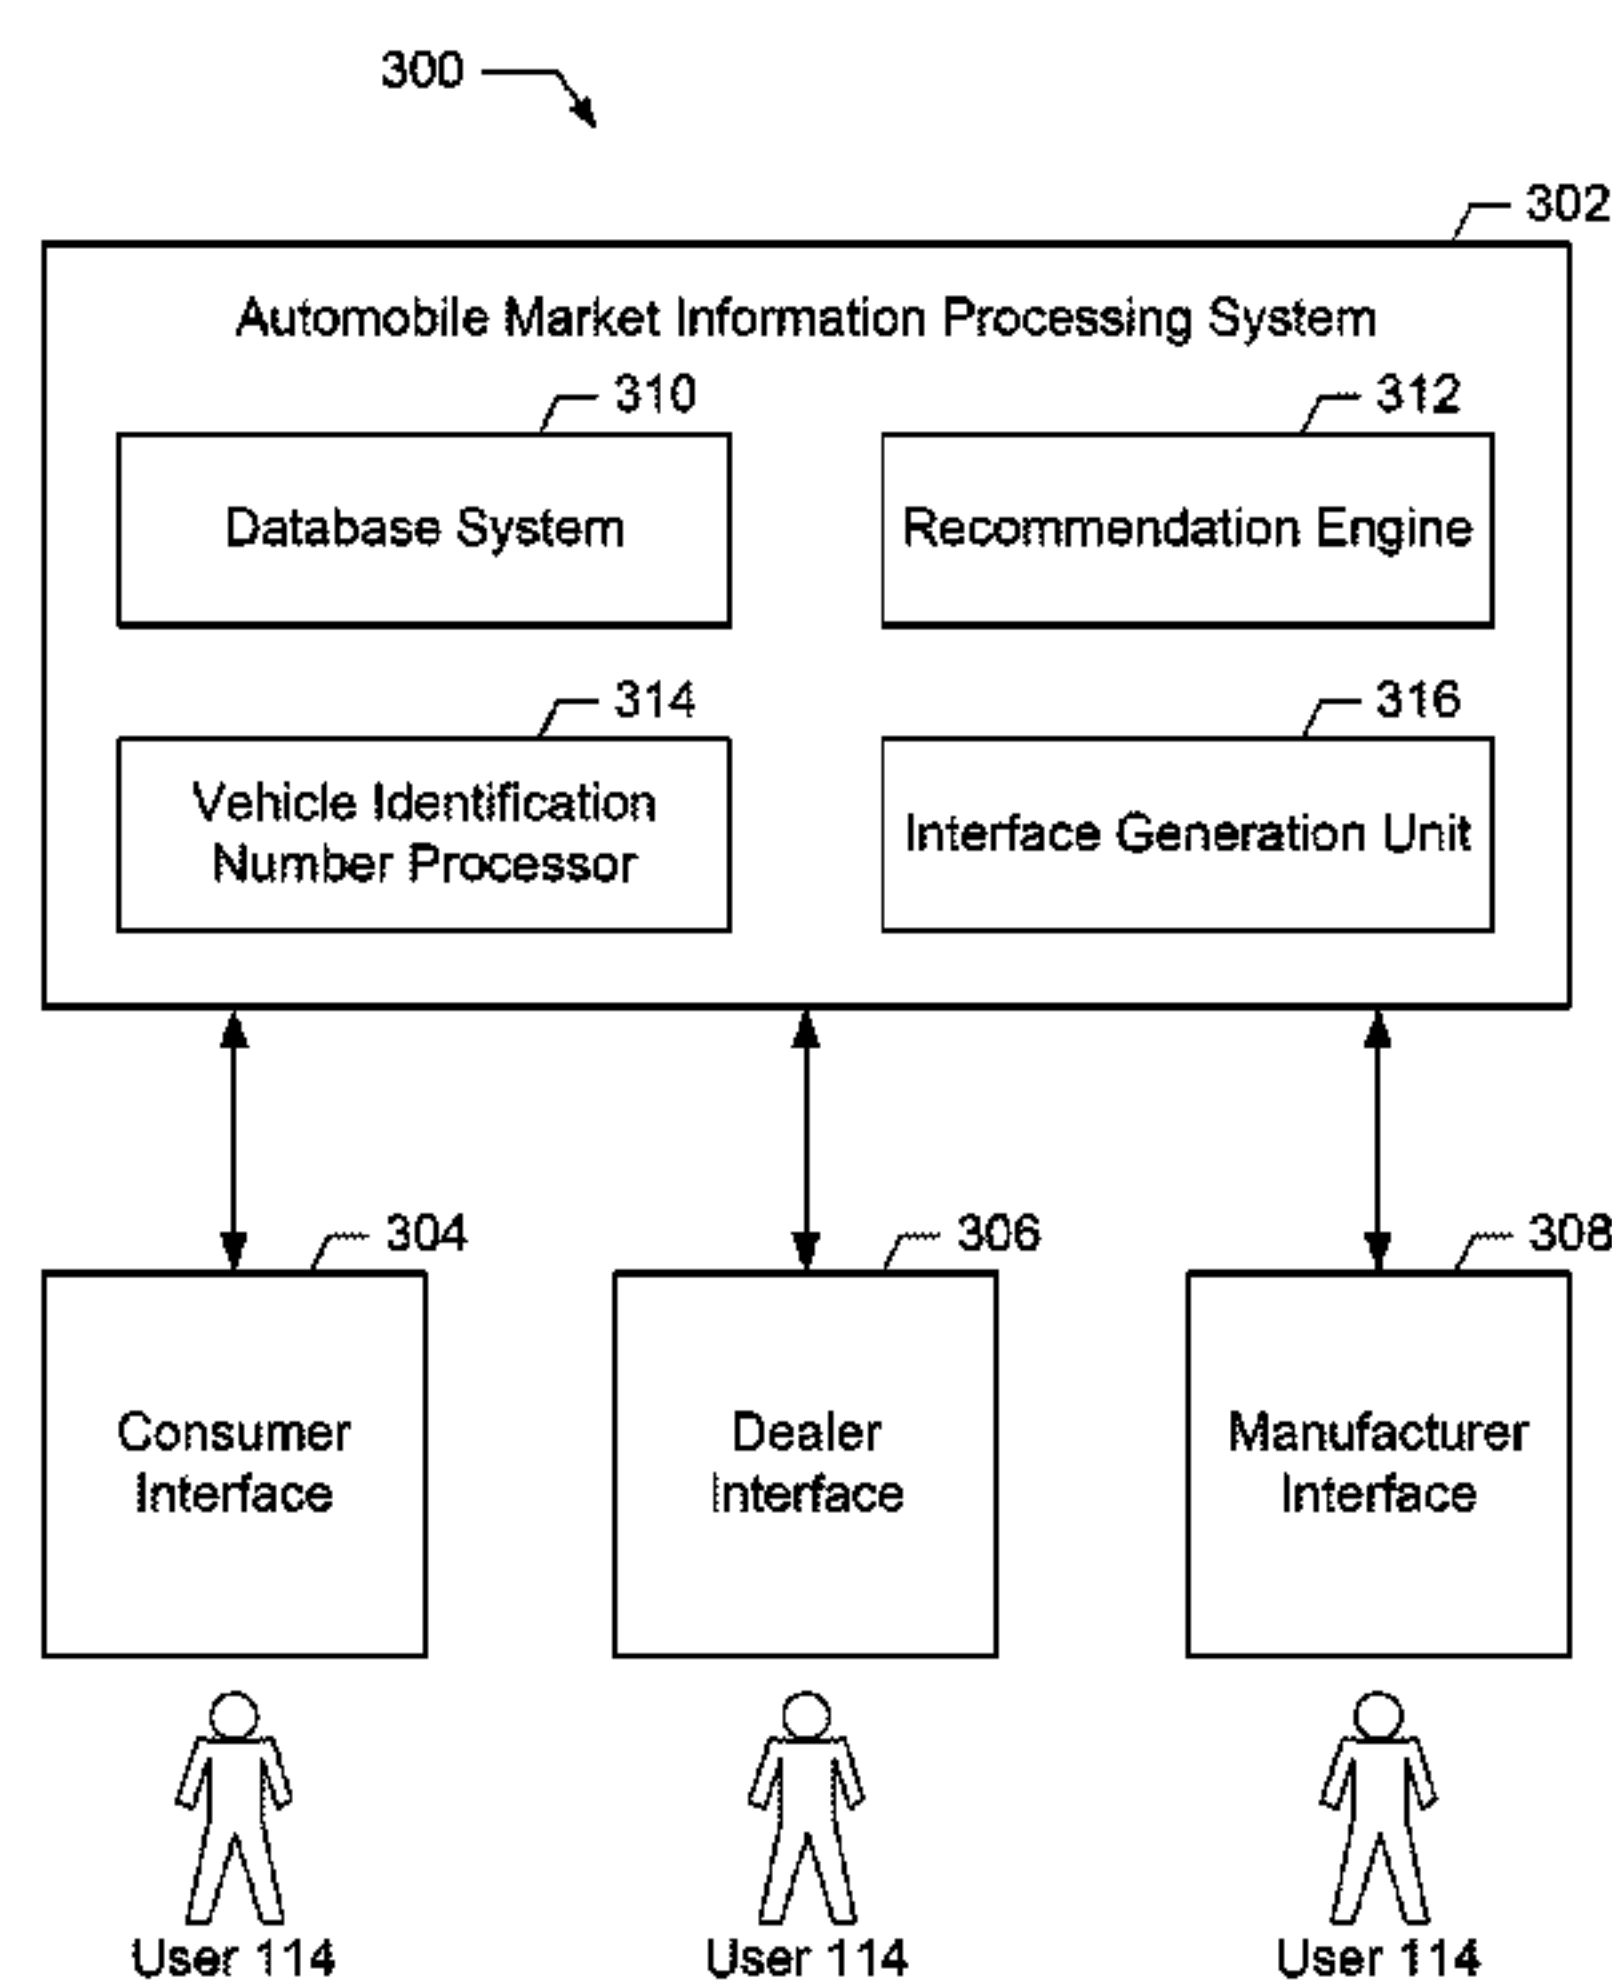 300
302
Automobile Market Information Processing System
310
312
Database System
Recommendation Engine
314
316
Vehicle Identification
Number Processor
Interface Generation Unit
304
306
308
Consumer
Interface
Dealer
Interface
Manufacturer
Interface
User 114
User 114
User 114